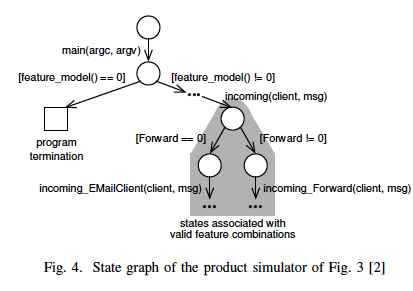 main(argc, argv)
[feature_model() == 0]
[feature_model() != 0]
...
incoming(client, msg)
[Forward == 0]
[Forward != 0]
program
termination
incoming_EMailClient(client, msg)
incoming_Forward(client, msg)
...
...
states associated with
valid feature combinations
Fig. 4. State graph of the product simulator of Fig. 3 [2]